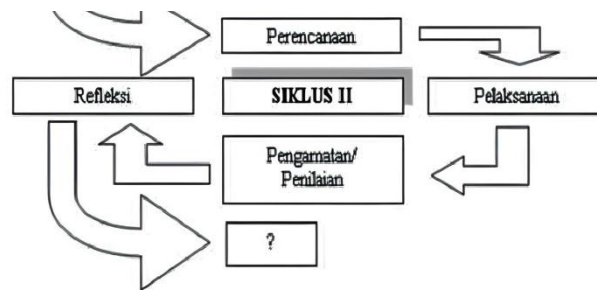 Perencanaan
Refleksi
SIKLUS II
Pelaksanaan
Pengamatan/
Penilaian
?